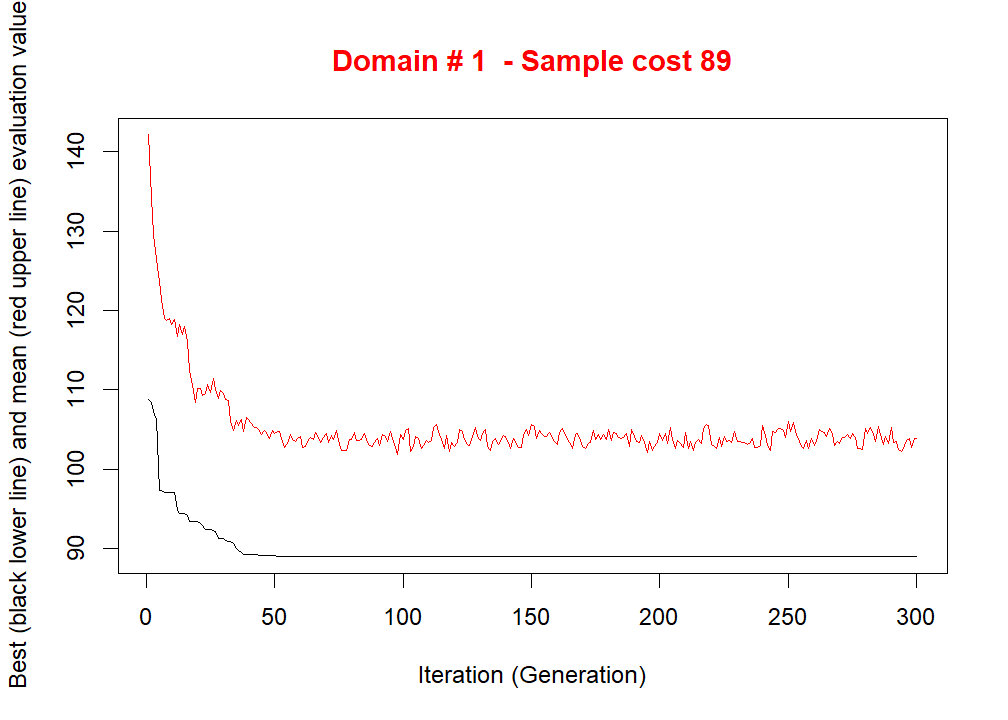 Domain # 1  - Sample cost 89
Best (black lower line) and mean (red upper line) evaluation value
140
130
120
110
100
90
0 50 100 150 200 250 300
Iteration (Generation)